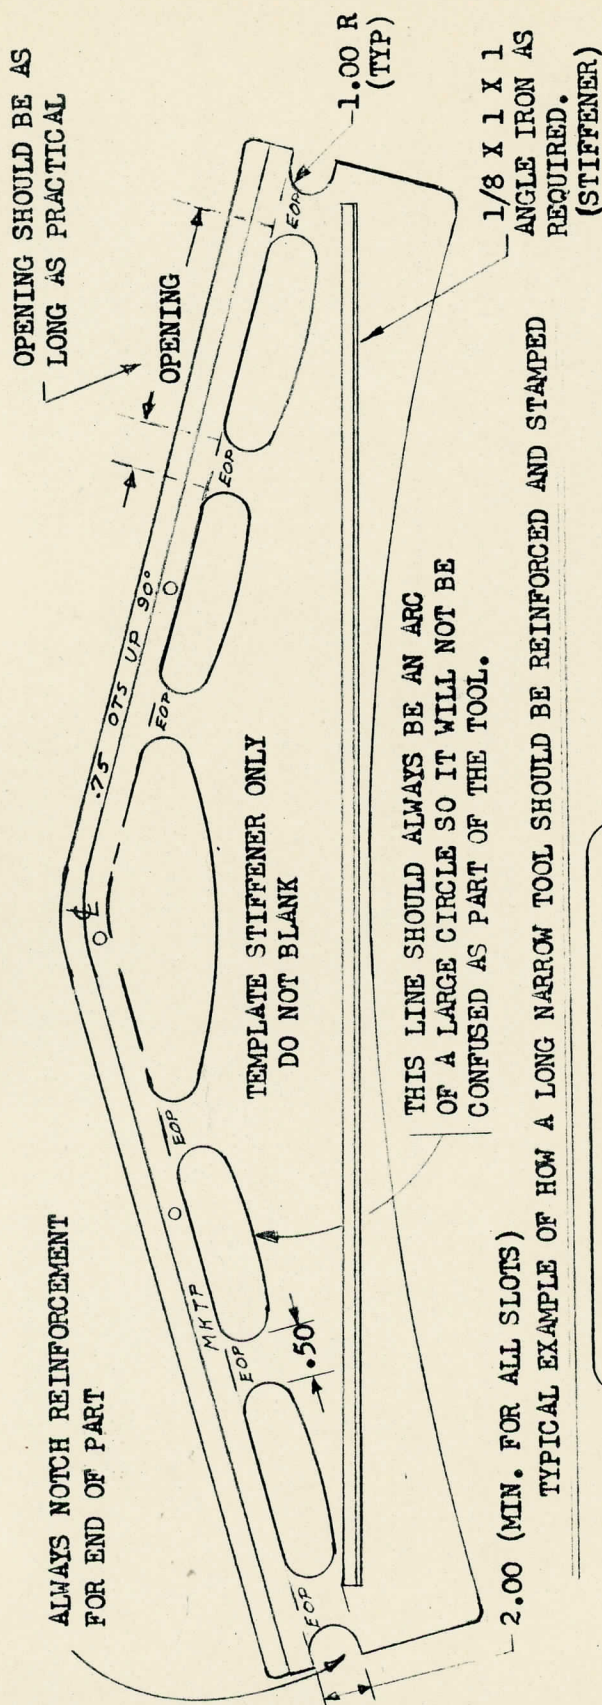 ALWAYS NOTCH REINFORCEMENT
FOR END OF PART
OPENING SHOULD BE AS
LONG AS PRACTICAL
OPENING
.75 OTS UP 90°
℄
MKTP
EOP
EOP
EOP
EOP
EOP
EOP
.50
1.00 R
(TYP)
TEMPLATE STIFFENER ONLY
DO NOT BLANK
1/8 X 1 X 1
ANGLE IRON AS
REQUIRED.
(STIFFENER)
THIS LINE SHOULD ALWAYS BE AN ARC
OF A LARGE CIRCLE SO IT WILL NOT BE
CONFUSED AS PART OF THE TOOL.
2.00 (MIN. FOR ALL SLOTS)
TYPICAL EXAMPLE OF HOW A LONG NARROW TOOL SHOULD BE REINFORCED AND STAMPED